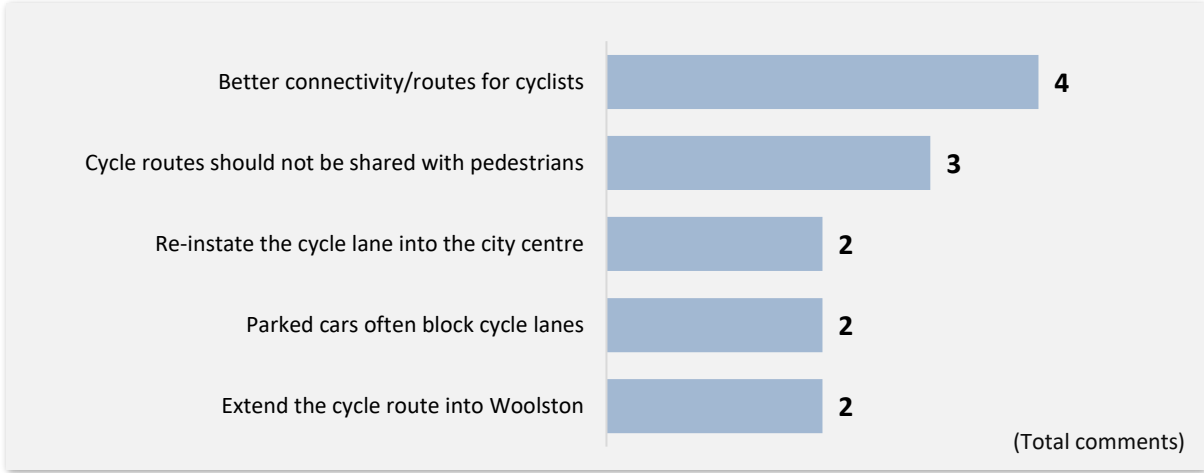 Better connectivity/routes for cyclists
4
Cycle routes should not be shared with pedestrians
3
Re-instate the cycle lane into the city centre
2
Parked cars often block cycle lanes
2
Extend the cycle route into Woolston
2
(Total comments)